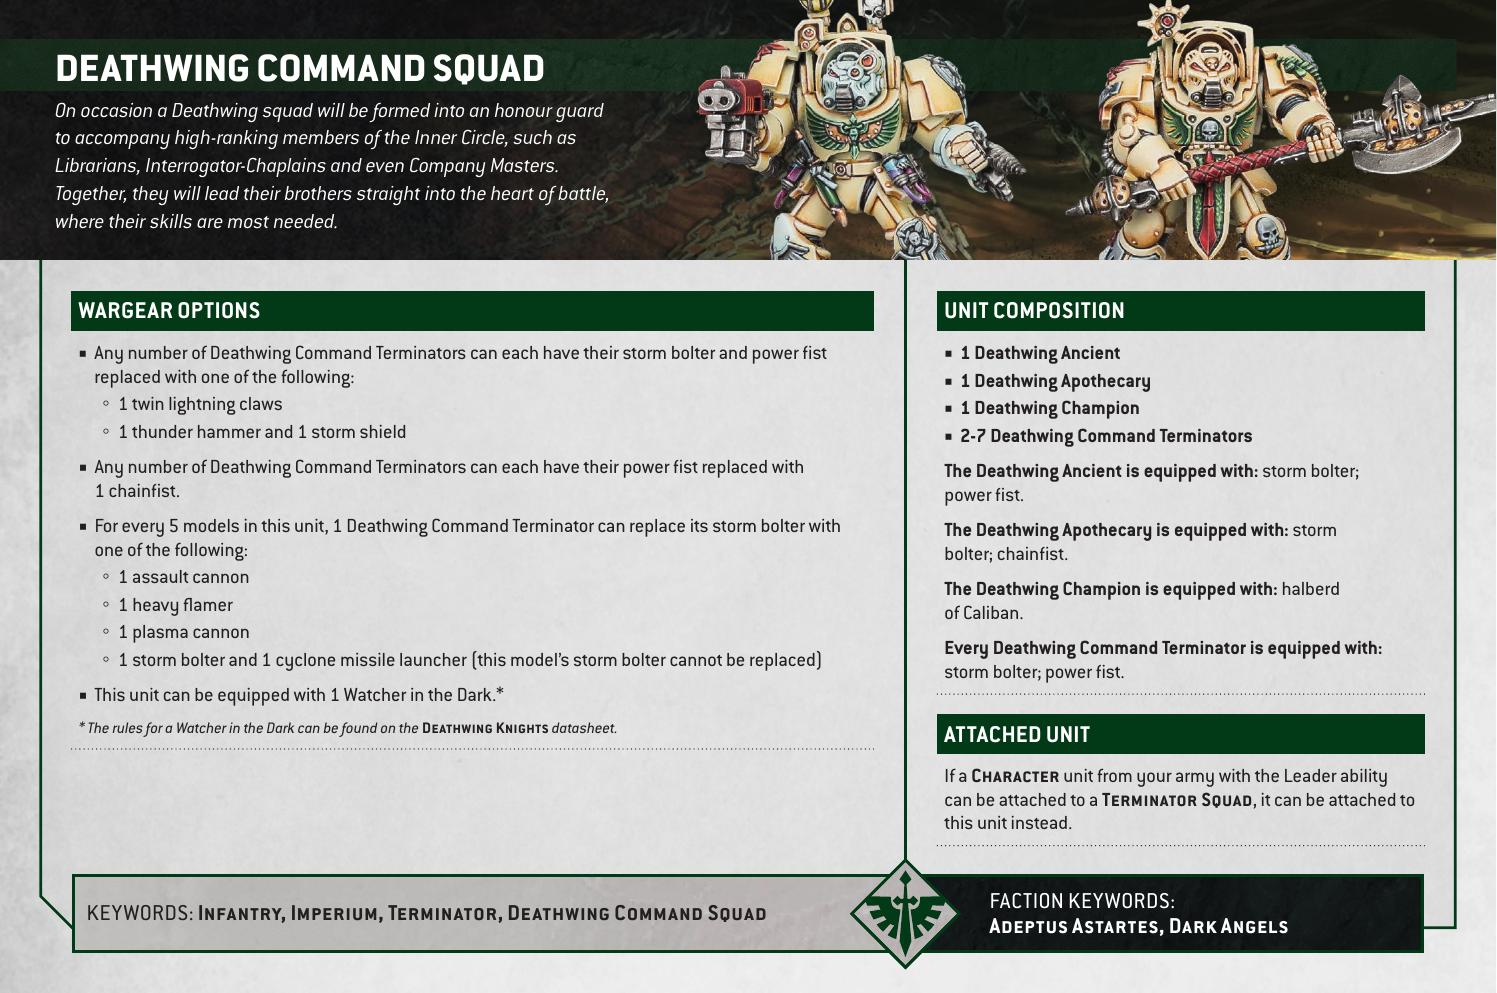 DEATHWING COMMAND SQUAD
On occasion a Deathwing squad will be formed into an honour guard
to accompany high-ranking members of the Inner Circle, such as
Librarians, Interrogator-Chaplains and even Company Masters.
Together, they will lead their brothers straight into the heart of battle,
where their skills are most needed.
WARGEAR OPTIONS
▪ Any number of Deathwing Command Terminators can each have their storm bolter and power fist
replaced with one of the following:
◦ 1 twin lightning claws
◦ 1 thunder hammer and 1 storm shield
▪ Any number of Deathwing Command Terminators can each have their power fist replaced with
1 chainfist.
▪ For every 5 models in this unit, 1 Deathwing Command Terminator can replace its storm bolter with
one of the following:
◦ 1 assault cannon
◦ 1 heavy flamer
◦ 1 plasma cannon
◦ 1 storm bolter and 1 cyclone missile launcher (this model's storm bolter cannot be replaced)
▪ This unit can be equipped with 1 Watcher in the Dark.*
* The rules for a Watcher in the Dark can be found on the Deathwing Knights datasheet.
UNIT COMPOSITION
▪ 1 Deathwing Ancient
▪ 1 Deathwing Apothecary
▪ 1 Deathwing Champion
▪ 2-7 Deathwing Command Terminators
The Deathwing Ancient is equipped with: storm bolter;
power fist.
The Deathwing Apothecary is equipped with: storm
bolter; chainfist.
The Deathwing Champion is equipped with: halberd
of Caliban.
Every Deathwing Command Terminator is equipped with:
storm bolter; power fist.
ATTACHED UNIT
If a Character unit from your army with the Leader ability
can be attached to a Terminator Squad, it can be attached to
this unit instead.
KEYWORDS: Infantry, Imperium, Terminator, Deathwing Command Squad
FACTION KEYWORDS:
Adeptus Astartes, Dark Angels